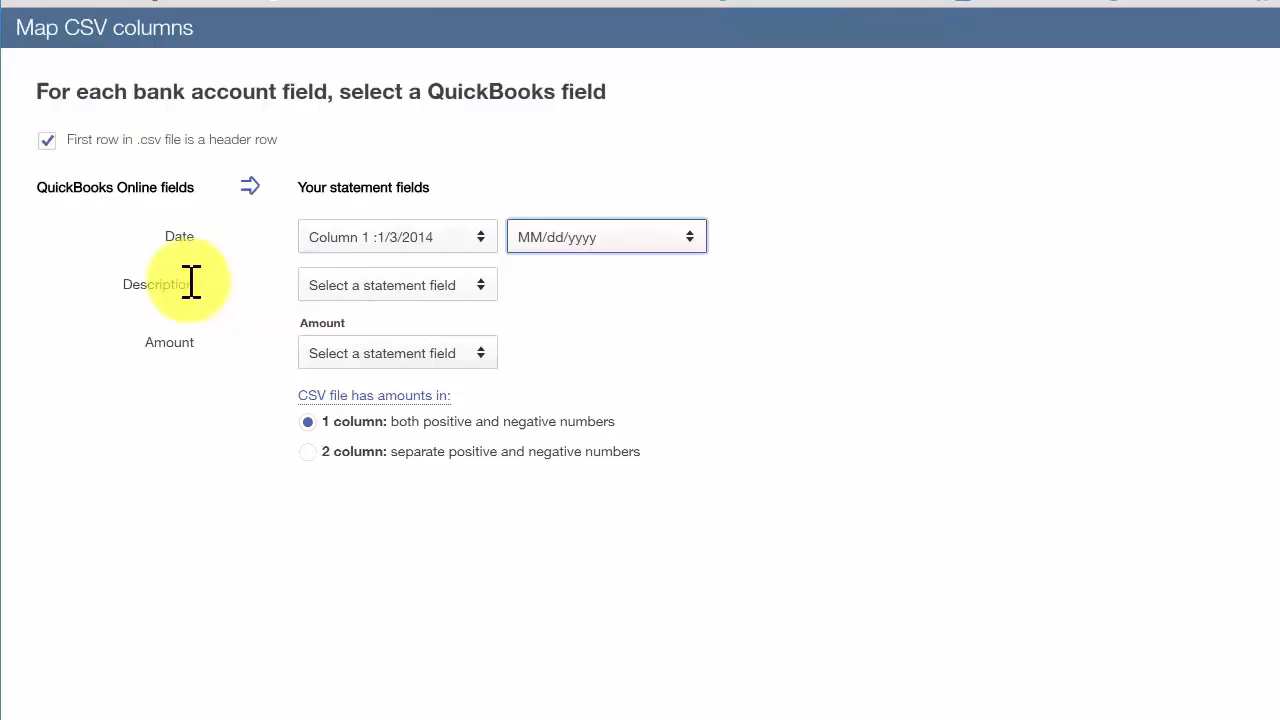 Map CSV columns
For each bank account field, select a QuickBooks field
First row in .csv file is a header row
QuickBooks Online fields
Your statement fields
Date
Column 1 :1/3/2014
MM/dd/yyyy
Description
Select a statement field
Amount
Amount
Select a statement field
CSV file has amounts in:
1 column: both positive and negative numbers
2 column: separate positive and negative numbers